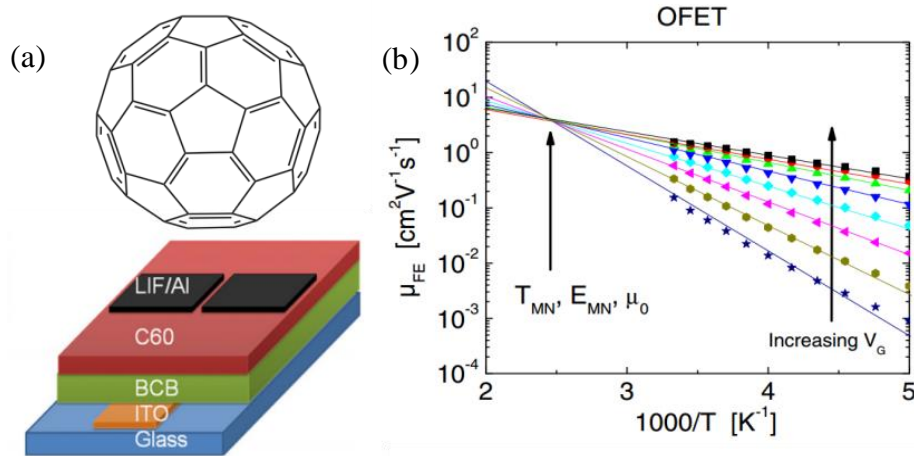 (a)
LIF/Al
C60
BCB
ITO
Glass
(b)
OFET
μFE [cm²V⁻¹s⁻¹]
10²
10¹
10⁰
10⁻¹
10⁻²
10⁻³
10⁻⁴
TMN, EMN, μ0
Increasing VG
2 3 4 5
1000/T [K⁻¹]